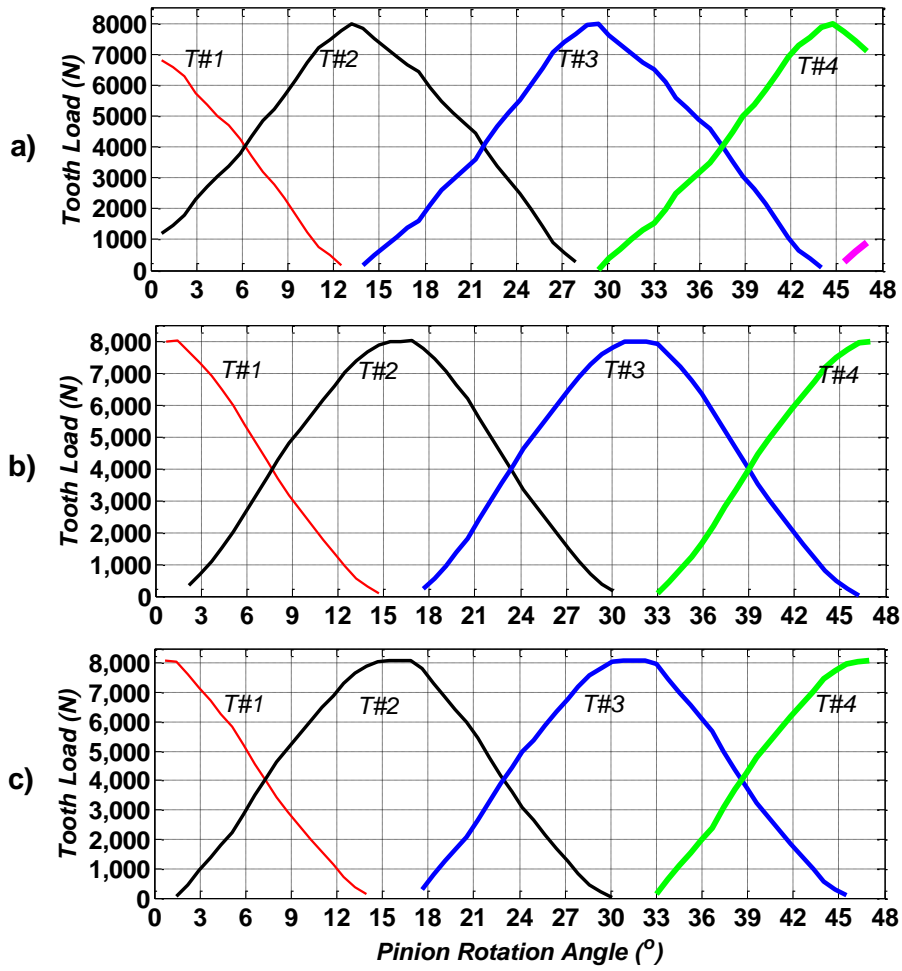 a)
Tooth Load (N)
8000
7000
6000
5000
4000
3000
2000
1000
0
T#1
T#2
T#3
T#4
0 3 6 9 12 15 18 21 24 27 30 33 36 39 42 45 48
b)
Tooth Load (N)
8,000
7,000
6,000
5,000
4,000
3,000
2,000
1,000
0
T#1
T#2
T#3
T#4
0 3 6 9 12 15 18 21 24 27 30 33 36 39 42 45 48
c)
Tooth Load (N)
8,000
7,000
6,000
5,000
4,000
3,000
2,000
1,000
0
T#1
T#2
T#3
T#4
0 3 6 9 12 15 18 21 24 27 30 33 36 39 42 45 48
Pinion Rotation Angle (°)